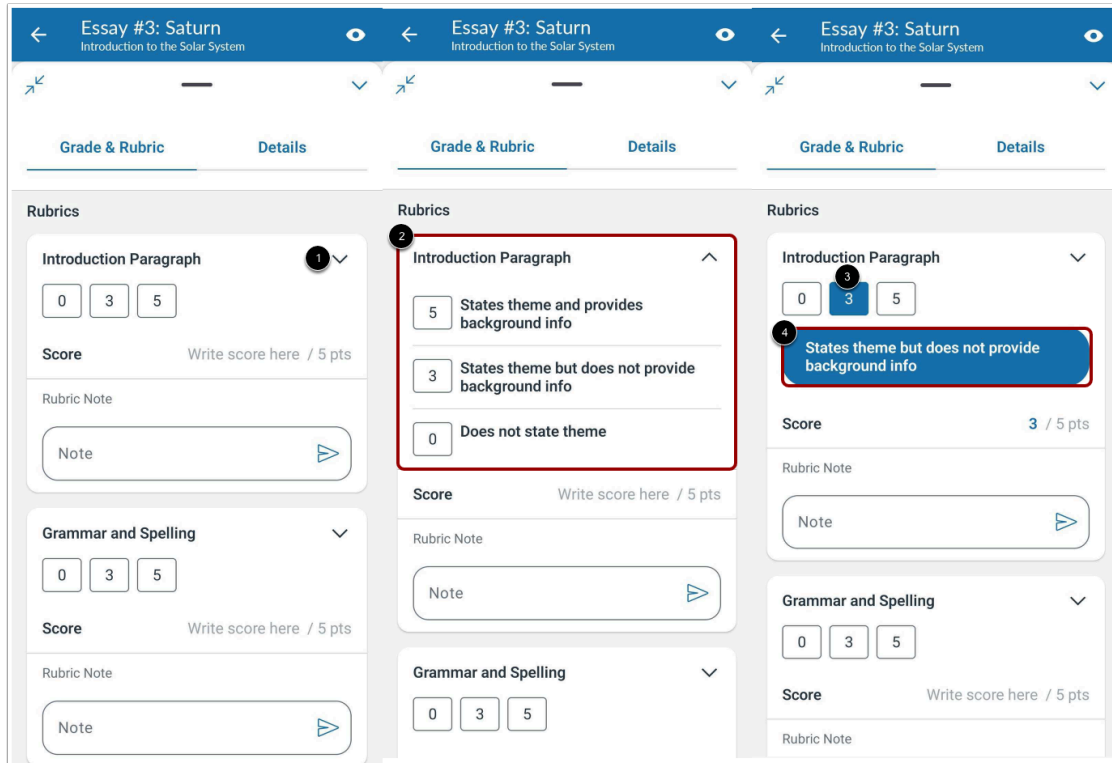 Essay #3: Saturn
Introduction to the Solar System
Grade & Rubric
Details
Rubrics
Introduction Paragraph
1
0
3
5
Score
Write score here / 5 pts
Rubric Note
Note
Grammar and Spelling
0
3
5
Score
Write score here / 5 pts
Rubric Note
Note
Essay #3: Saturn
Introduction to the Solar System
Grade & Rubric
Details
Rubrics
2
Introduction Paragraph
5
States theme and provides
background info
3
States theme but does not provide
background info
0
Does not state theme
Score
Write score here / 5 pts
Rubric Note
Note
Grammar and Spelling
0
3
5
Essay #3: Saturn
Introduction to the Solar System
Grade & Rubric
Details
Rubrics
Introduction Paragraph
3
0
3
5
4
States theme but does not provide
background info
Score
3 / 5 pts
Rubric Note
Note
Grammar and Spelling
0
3
5
Score
Write score here / 5 pts
Rubric Note